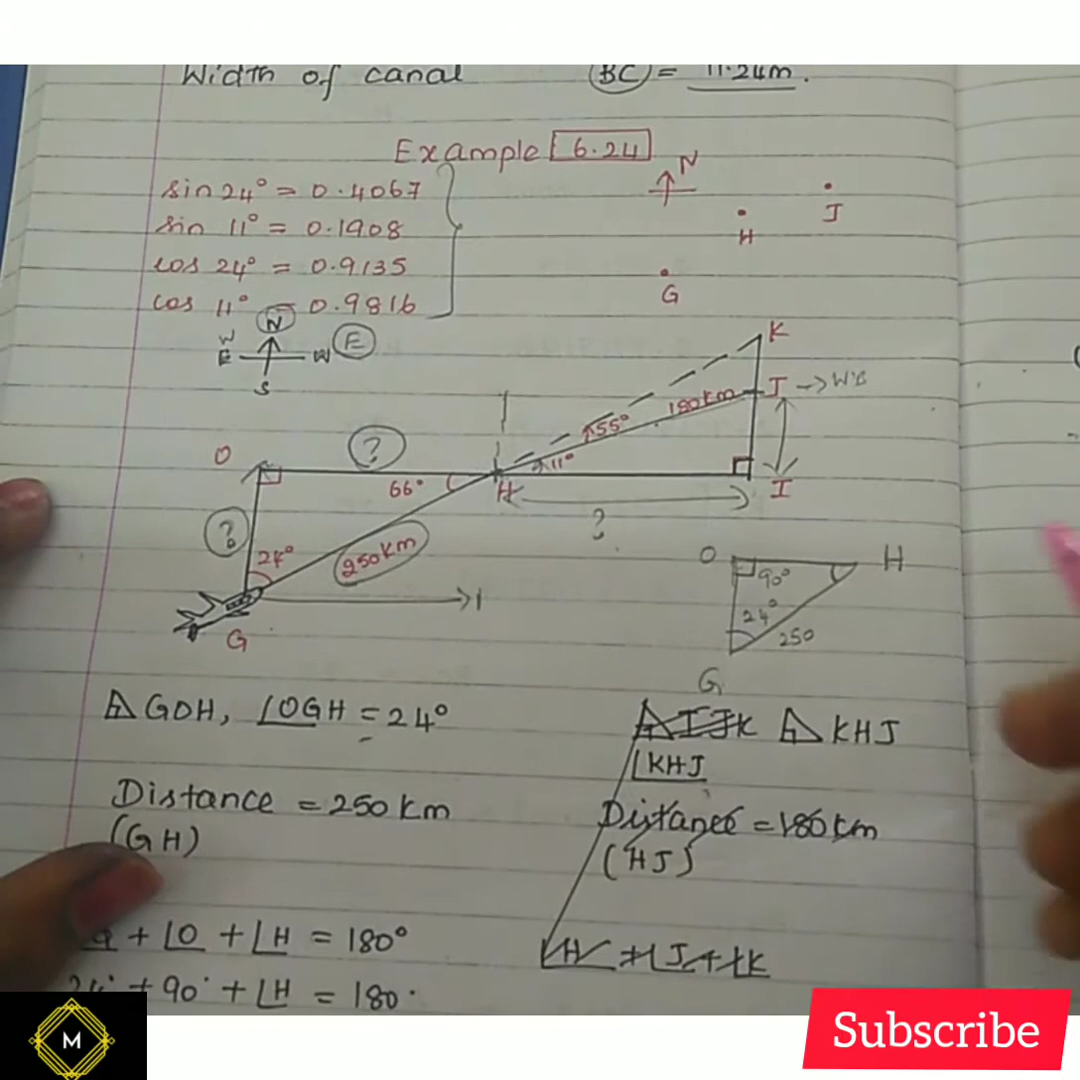 Width of canal (BC) = 11.24m.
Example 6.24
sin 24° = 0.4067
sin 11° = 0.1908
cos 24° = 0.9135
cos 11° = 0.9816
N
J
H
G
N
W
E
W
E
S
K
J → WB
180km
55°
11°
O
?
66°
H
I
?
?
24°
250km
G
O
H
90°
24°
250
G
△ GOH, ∠OGH = 24°
△ IJK △ KHJ
∠KHJ
Distance = 250 km
(GH)
Distance = 180 km
(HJ)
+ ∠O + ∠H = 180°
∠H + ∠J + ∠K
24° + 90° + ∠H = 180°
M
Subscribe